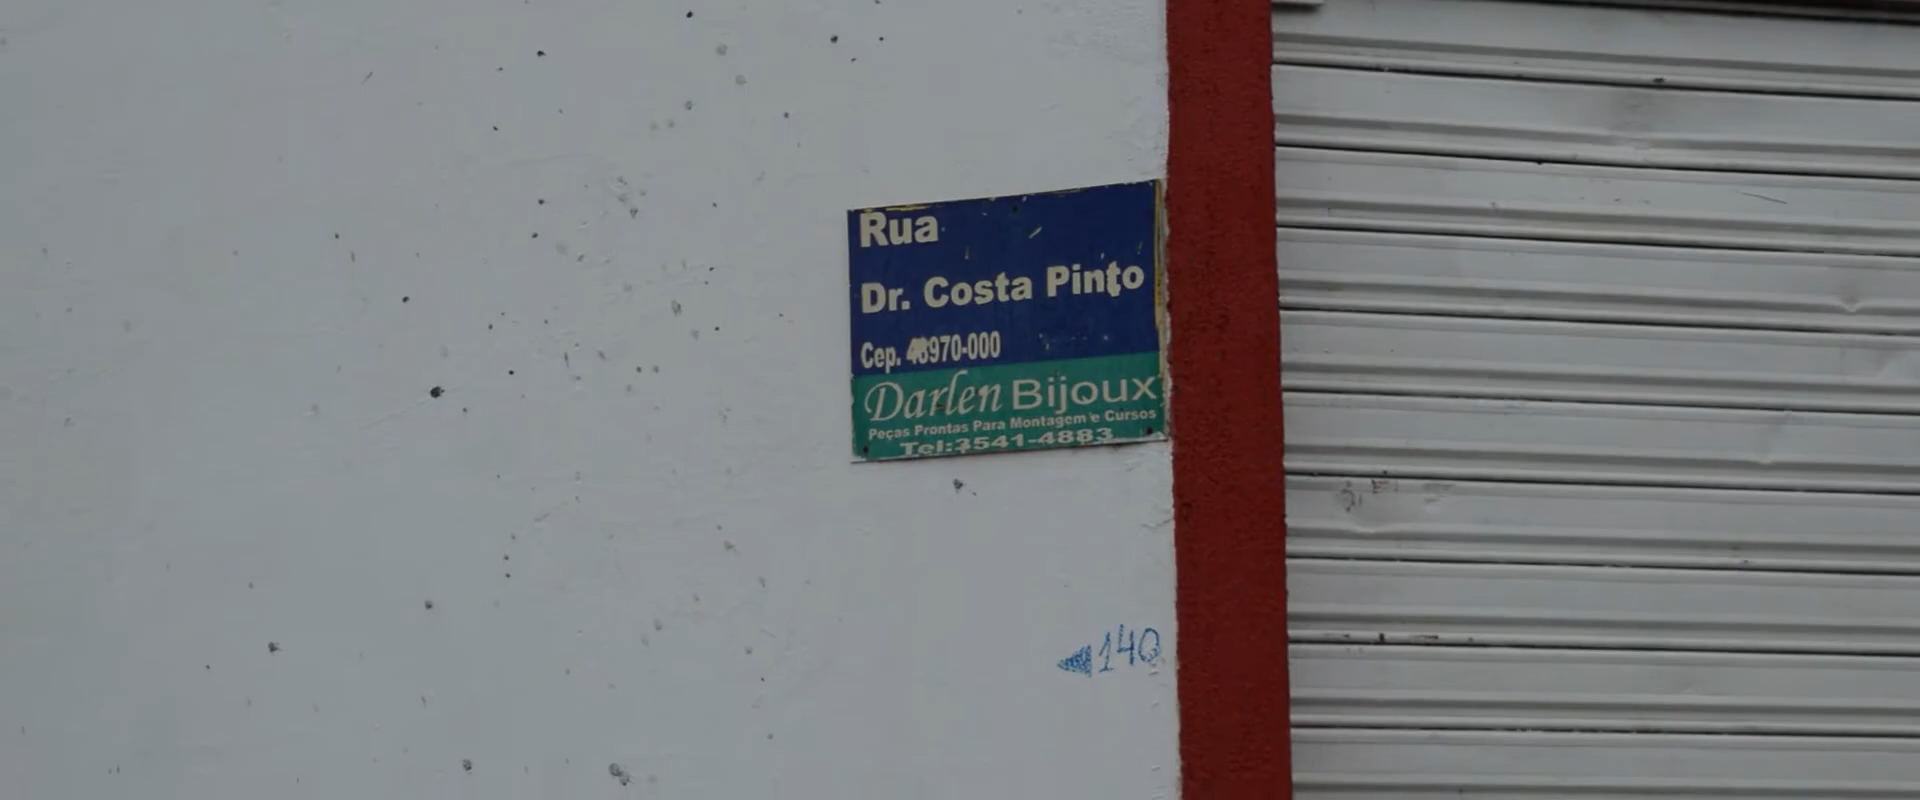 Rua
Dr. Costa Pinto
Cep. 48970-000
Darlen Bijoux
Peças Prontas Para Montagem e Cursos
Tel:3541-4883
140